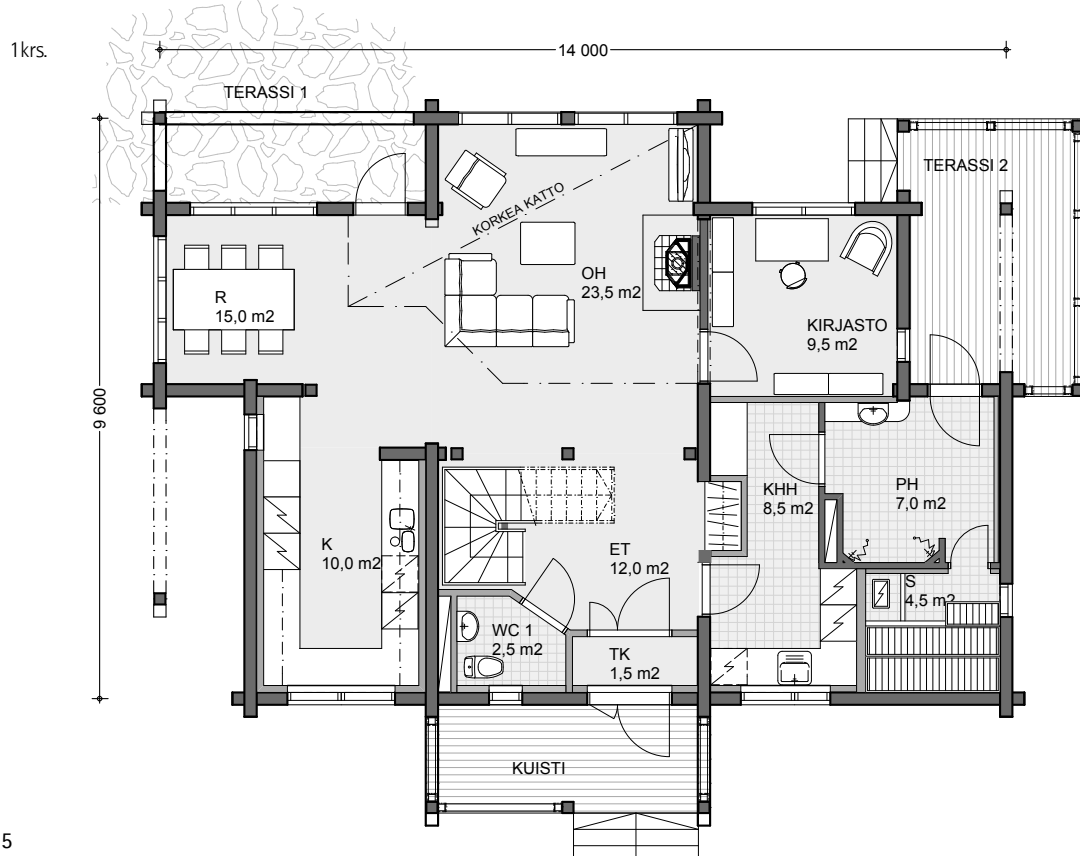 1krs.
14 000
TERASSI 1
TERASSI 2
KORKEA KATTO
OH
23,5 m2
R
15,0 m2
KIRJASTO
9,5 m2
9 600
KHH
8,5 m2
PH
7,0 m2
K
10,0 m2
ET
12,0 m2
S
4,5 m2
WC 1
2,5 m2
TK
1,5 m2
KUISTI
5